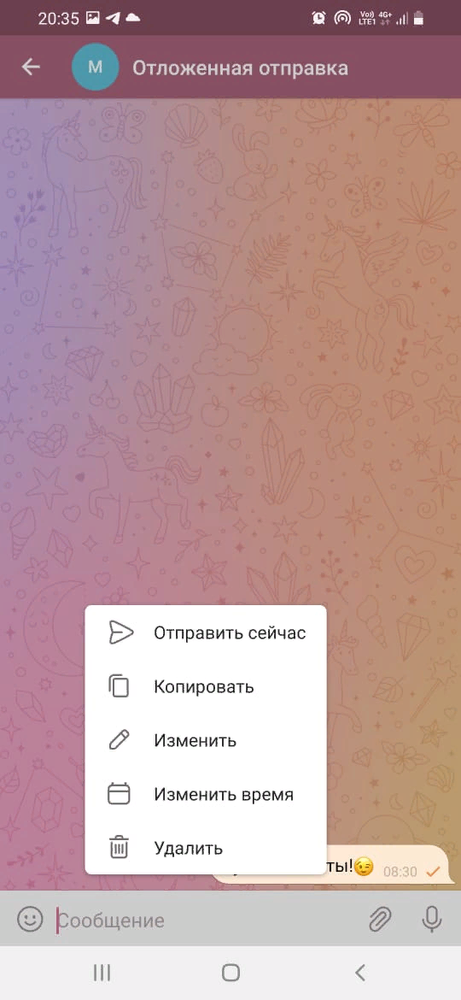 20:35 Vo)) LTE1 4G+
М Отложенная отправка
Отправить сейчас
Копировать
Изменить
Изменить время
Удалить
ты!😉 08:30
Сообщение